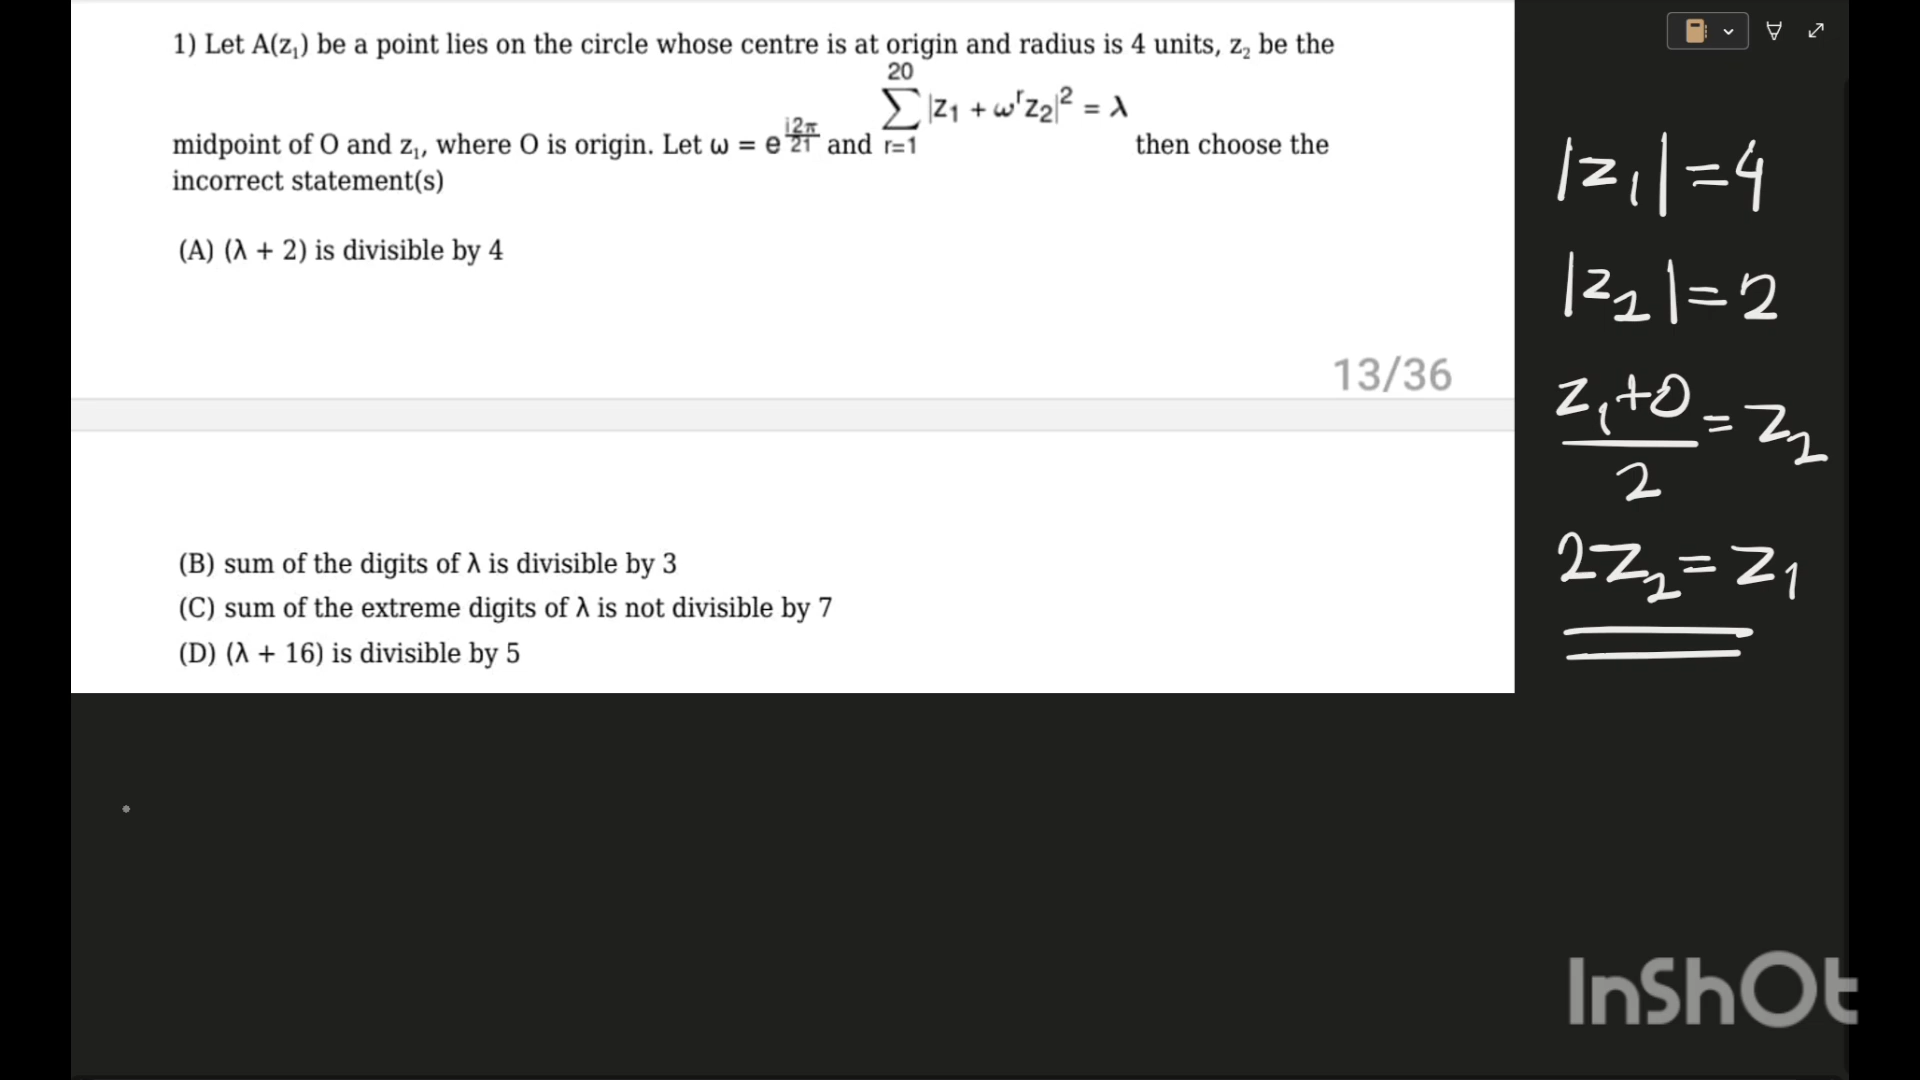 1) Let A(z₁) be a point lies on the circle whose centre is at origin and radius is 4 units, z₂ be the
midpoint of O and z₁, where O is origin. Let ω = e^(i2π/21) and ∑_{r=1}^{20} |z₁ + ω^r z₂|² = λ then choose the
incorrect statement(s)
(A) (λ + 2) is divisible by 4
13/36
(B) sum of the digits of λ is divisible by 3
(C) sum of the extreme digits of λ is not divisible by 7
(D) (λ + 16) is divisible by 5
|z₁| = 4
|z₂| = 2
(z₁+0)/2 = z₂
2z₂ = z₁
InShOt